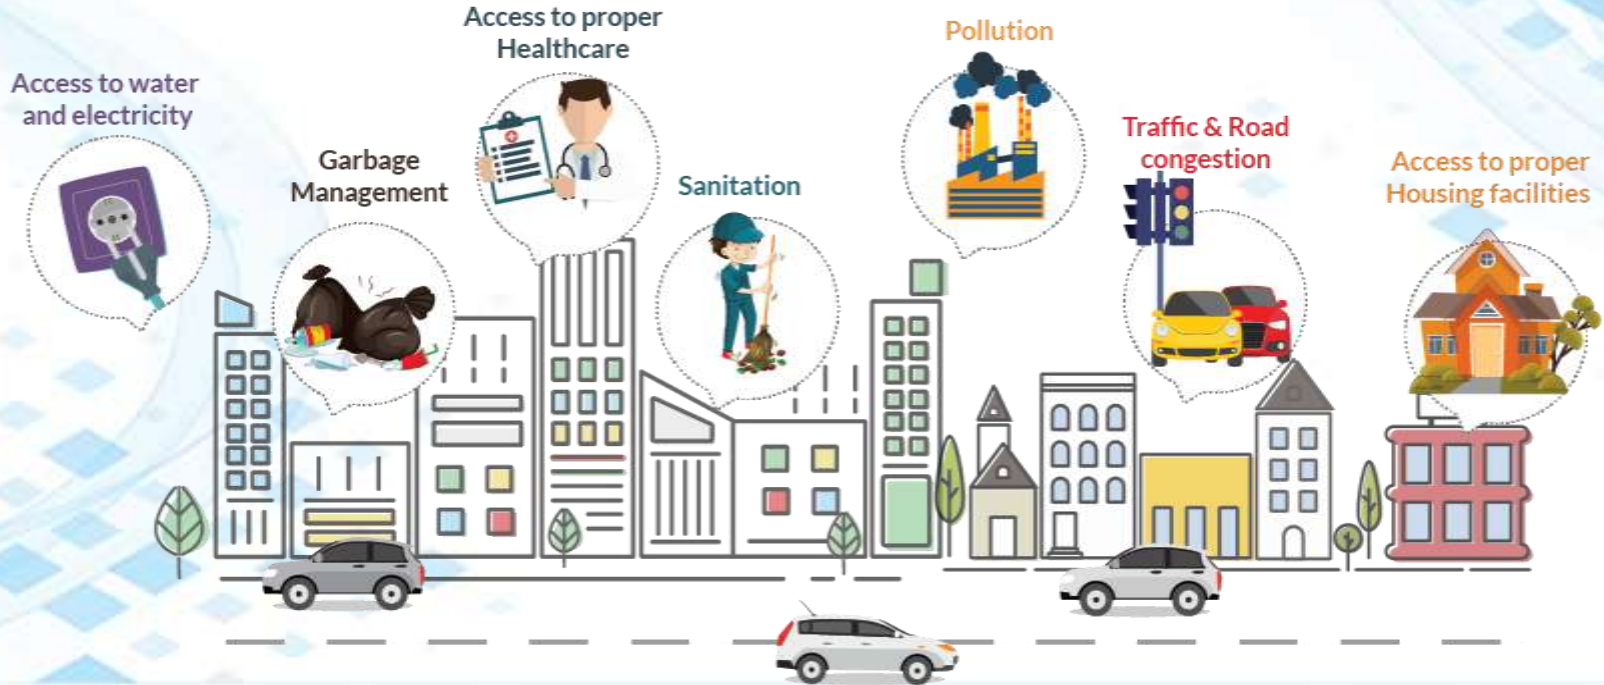 Access to water
and electricity
Garbage
Management
Access to proper
Healthcare
Sanitation
Pollution
Traffic & Road
congestion
Access to proper
Housing facilities